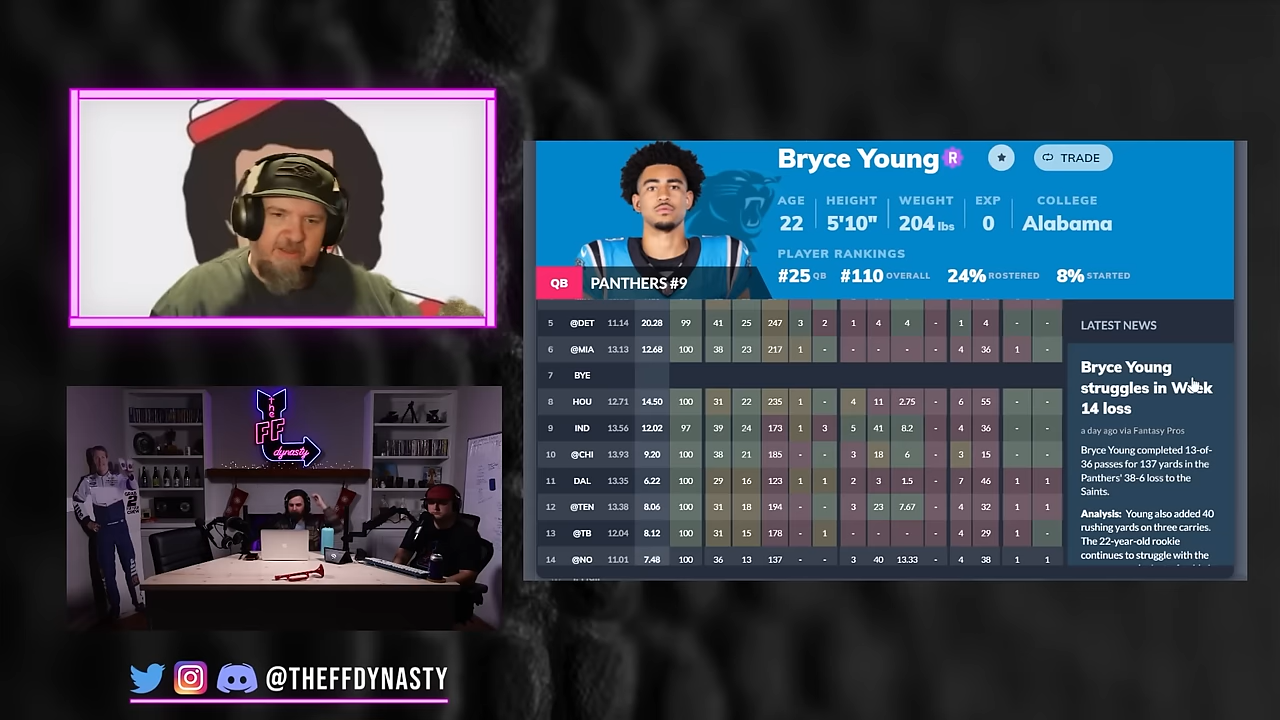 Bryce Young R
TRADE
AGE HEIGHT WEIGHT EXP COLLEGE
22 5'10" 204 lbs 0 Alabama
PLAYER RANKINGS
#25 QB #110 OVERALL 24% ROSTERED 8% STARTED
QB PANTHERS #9
5 @DET 11.14 20.28 99 41 25 247 3 2 1 4 4 - 1 4 - -
6 @MIA 13.13 12.68 100 38 23 217 1 - - - - - 4 36 1 -
7 BYE
8 HOU 12.71 14.50 100 31 22 235 1 - 4 11 2.75 - 6 55 - -
9 IND 13.56 12.02 97 39 24 173 1 3 5 41 8.2 - 4 36 - -
10 @CHI 13.93 9.20 100 38 21 185 - - 3 18 6 - 3 15 - -
11 DAL 13.35 6.22 100 29 16 123 1 1 2 3 1.5 - 7 46 1 1
12 @TEN 13.38 8.06 100 31 18 194 - - 3 23 7.67 - 4 32 1 1
13 @TB 12.04 8.12 100 31 15 178 - 1 - - - - 4 29 1 -
14 @NO 11.01 7.48 100 36 13 137 - - 3 40 13.33 - 4 38 1 1
LATEST NEWS
Bryce Young
struggles in Week
14 loss
a day ago via Fantasy Pros
Bryce Young completed 13-of-
36 passes for 137 yards in the
Panthers' 38-6 loss to the
Saints.
Analysis: Young also added 40
rushing yards on three carries.
The 22-year-old rookie
continues to struggle with the
the
FF
dynasty
@THEFFDYNASTY